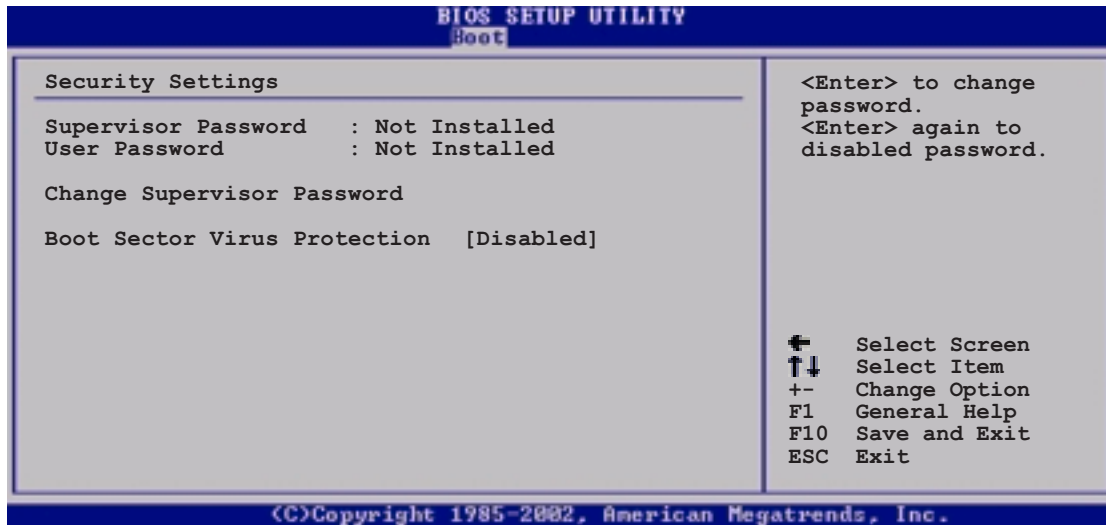 BIOS SETUP UTILITY
Boot
Security Settings
Supervisor Password : Not Installed
User Password : Not Installed
Change Supervisor Password
Boot Sector Virus Protection [Disabled]
<Enter> to change
password.
<Enter> again to
disabled password.
← Select Screen
↑↓ Select Item
+- Change Option
F1 General Help
F10 Save and Exit
ESC Exit
(C)Copyright 1985-2002, American Megatrends, Inc.